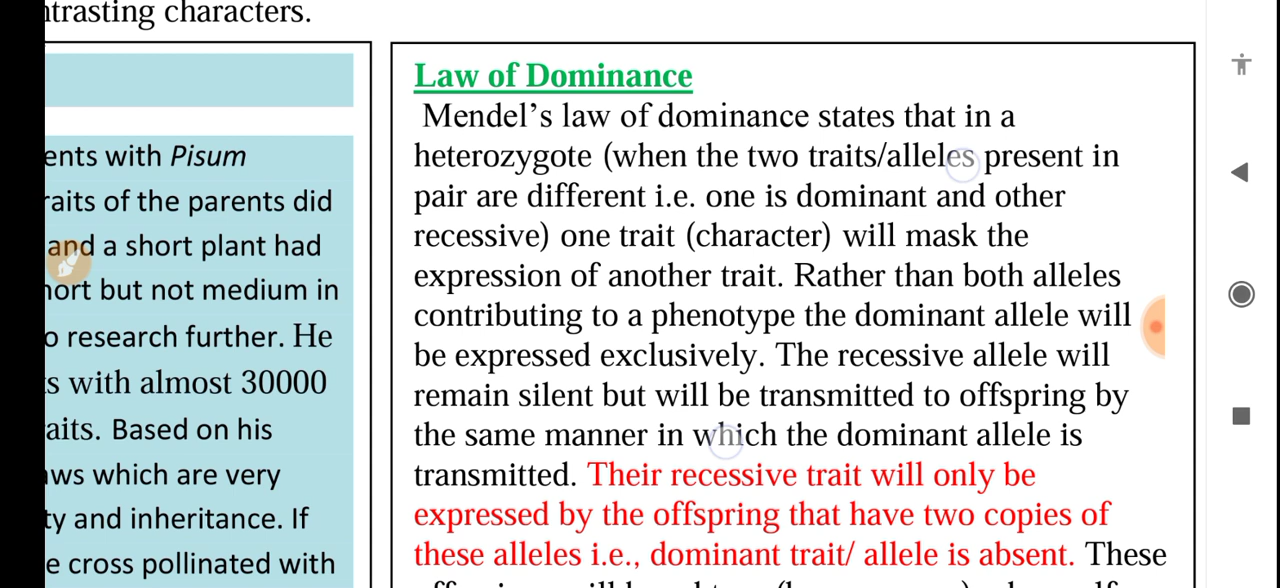 ntrasting characters.
ents with Pisum
raits of the parents did
and a short plant had
hort but not medium in
o research further. He
s with almost 30000
aits. Based on his
ws which are very
ty and inheritance. If
e cross pollinated with
Law of Dominance
Mendel’s law of dominance states that in a
heterozygote (when the two traits/alleles present in
pair are different i.e. one is dominant and other
recessive) one trait (character) will mask the
expression of another trait. Rather than both alleles
contributing to a phenotype the dominant allele will
be expressed exclusively. The recessive allele will
remain silent but will be transmitted to offspring by
the same manner in which the dominant allele is
transmitted. Their recessive trait will only be
expressed by the offspring that have two copies of
these alleles i.e., dominant trait/ allele is absent. These